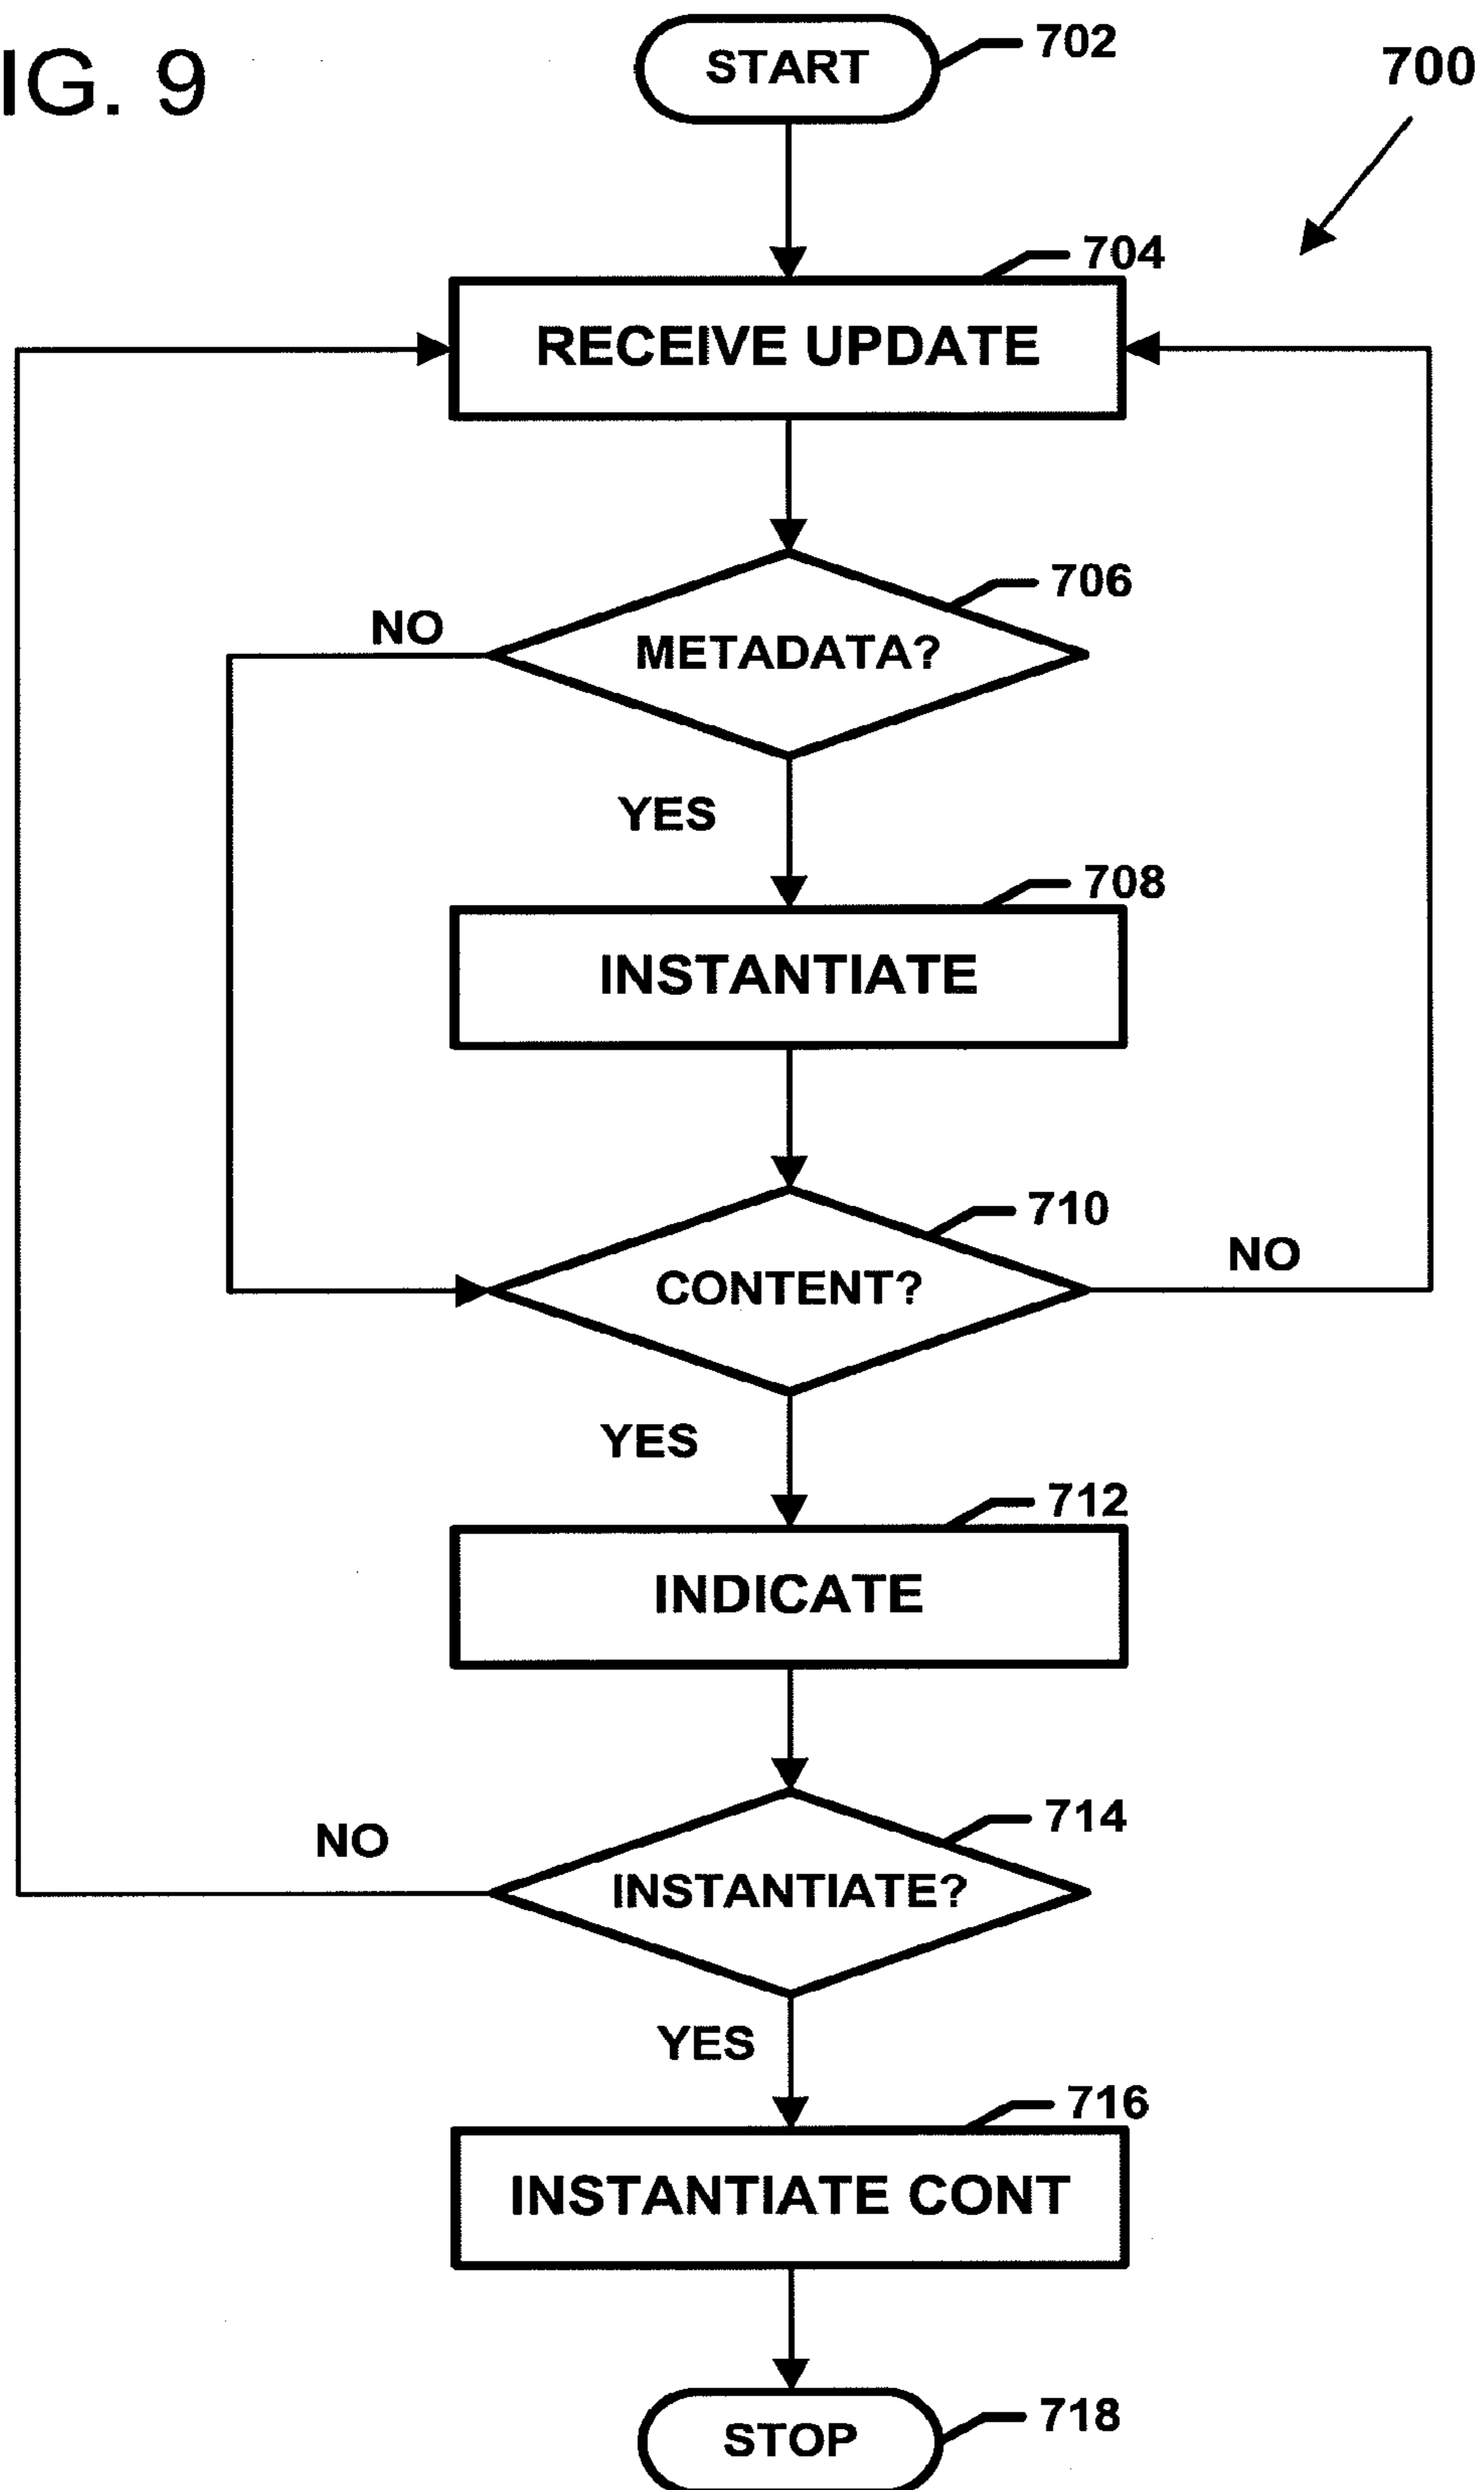 IG. 9
START
702
700
704
RECEIVE UPDATE
706
NO
METADATA?
YES
708
INSTANTIATE
710
NO
CONTENT?
YES
712
INDICATE
714
NO
INSTANTIATE?
YES
716
INSTANTIATE CONT
STOP
718